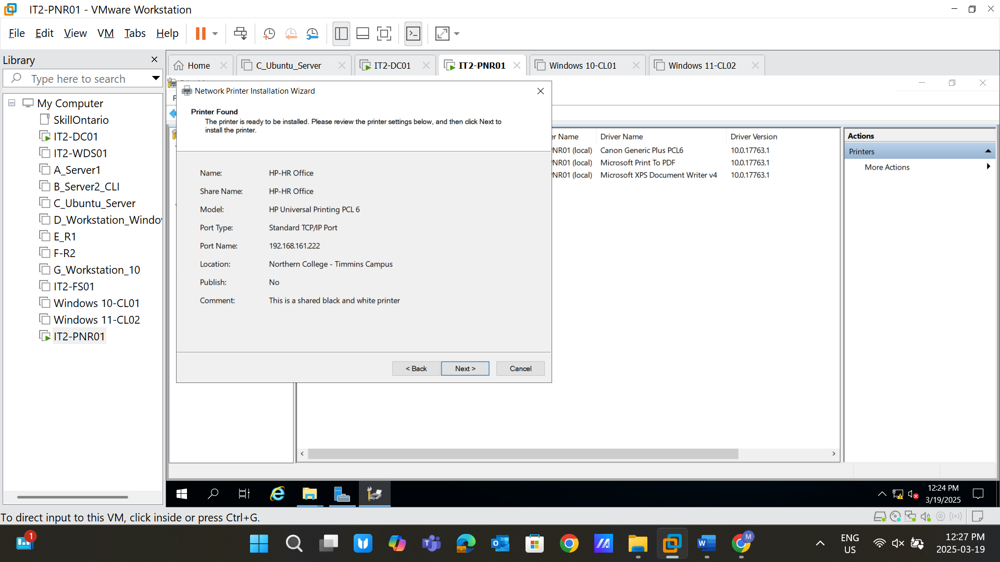 IT2-PNR01 - VMware Workstation
File Edit View VM Tabs Help
Library
Type here to search
My Computer
SkillOntario
IT2-DC01
IT2-WDS01
A_Server1
B_Server2_CLI
C_Ubuntu_Server
D_Workstation_Windo
E_R1
F-R2
G_Workstation_10
IT2-FS01
Windows 10-CL01
Windows 11-CL02
IT2-PNR01
Home C_Ubuntu_Server IT2-DC01 IT2-PNR01 Windows 10-CL01 Windows 11-CL02
Network Printer Installation Wizard
Printer Found
The printer is ready to be installed. Please review the printer settings below, and then click Next to
install the printer.
Name: HP-HR Office
Share Name: HP-HR Office
Model: HP Universal Printing PCL 6
Port Type: Standard TCP/IP Port
Port Name: 192.168.161.222
Location: Northern College - Timmins Campus
Publish: No
Comment: This is a shared black and white printer
< Back Next > Cancel
er Name Driver Name Driver Version
PNR01 (local) Canon Generic Plus PCL6 10.0.17763.1
PNR01 (local) Microsoft Print To PDF 10.0.17763.1
PNR01 (local) Microsoft XPS Document Writer v4 10.0.17763.1
Actions
Printers
More Actions
12:24 PM
3/19/2025
To direct input to this VM, click inside or press Ctrl+G.
1
M
ENG
US
12:27 PM
2025-03-19